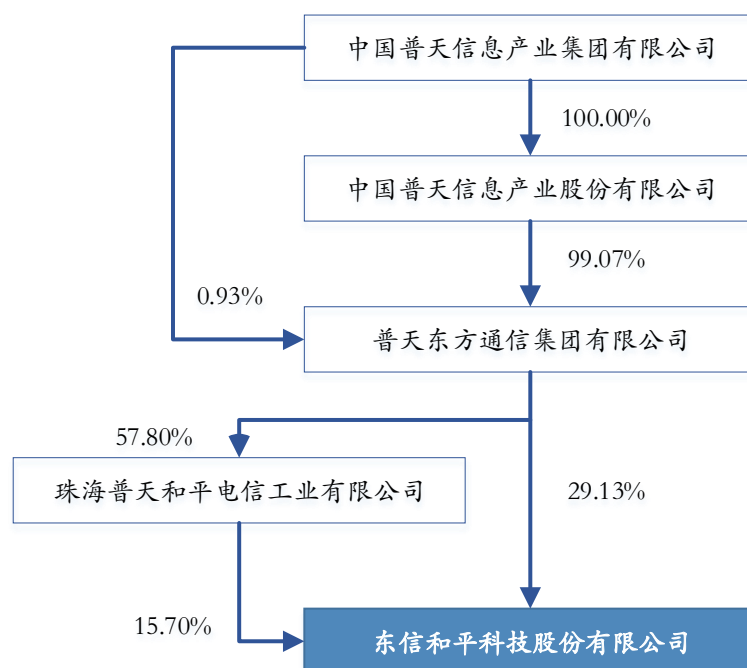 中国普天信息产业集团有限公司
100.00%
中国普天信息产业股份有限公司
99.07%
0.93%
普天东方通信集团有限公司
57.80%
珠海普天和平电信工业有限公司
29.13%
15.70%
东信和平科技股份有限公司